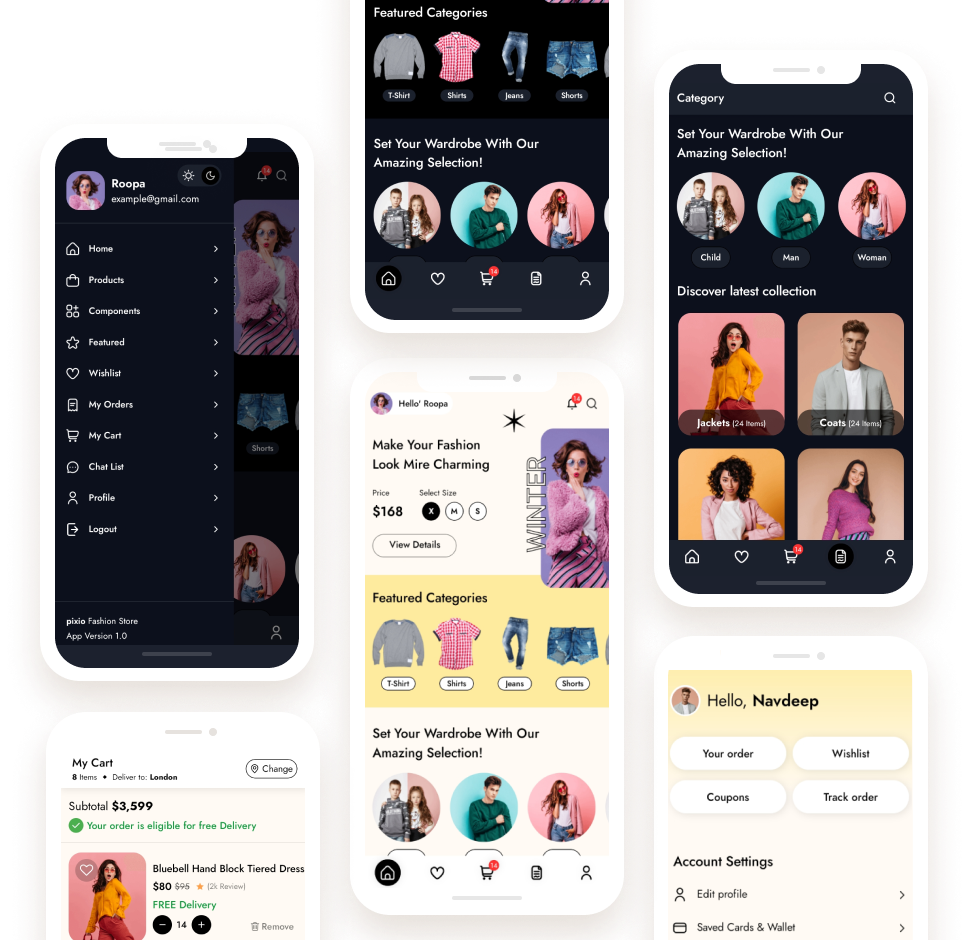 Roopa
example@gmail.com
14
Home
Products
Components
Featured
Wishlist
My Orders
My Cart
Chat List
Profile
Logout
Shorts
pixio Fashion Store
App Version 1.0
My Cart
8 Items ◆ Deliver to: London
Change
Subtotal $3,599
Your order is eligible for free Delivery
Bluebell Hand Block Tiered Dress
$80 $95 ★ (2k Review)
FREE Delivery
− 14 +
Remove
Featured Categories
T-Shirt Shirts Jeans Shorts
Set Your Wardrobe With Our
Amazing Selection!
14
Hello' Roopa
14
Make Your Fashion
Look Mire Charming
Price Select Size
$168 X M S
View Details
WINTER
Featured Categories
T-Shirt Shirts Jeans Shorts
Set Your Wardrobe With Our
Amazing Selection!
14
Category
Set Your Wardrobe With Our
Amazing Selection!
Child Man Woman
Discover latest collection
Jackets (24 Items) Coats (24 Items)
14
Hello, Navdeep
Your order Wishlist
Coupons Track order
Account Settings
Edit profile
Saved Cards & Wallet